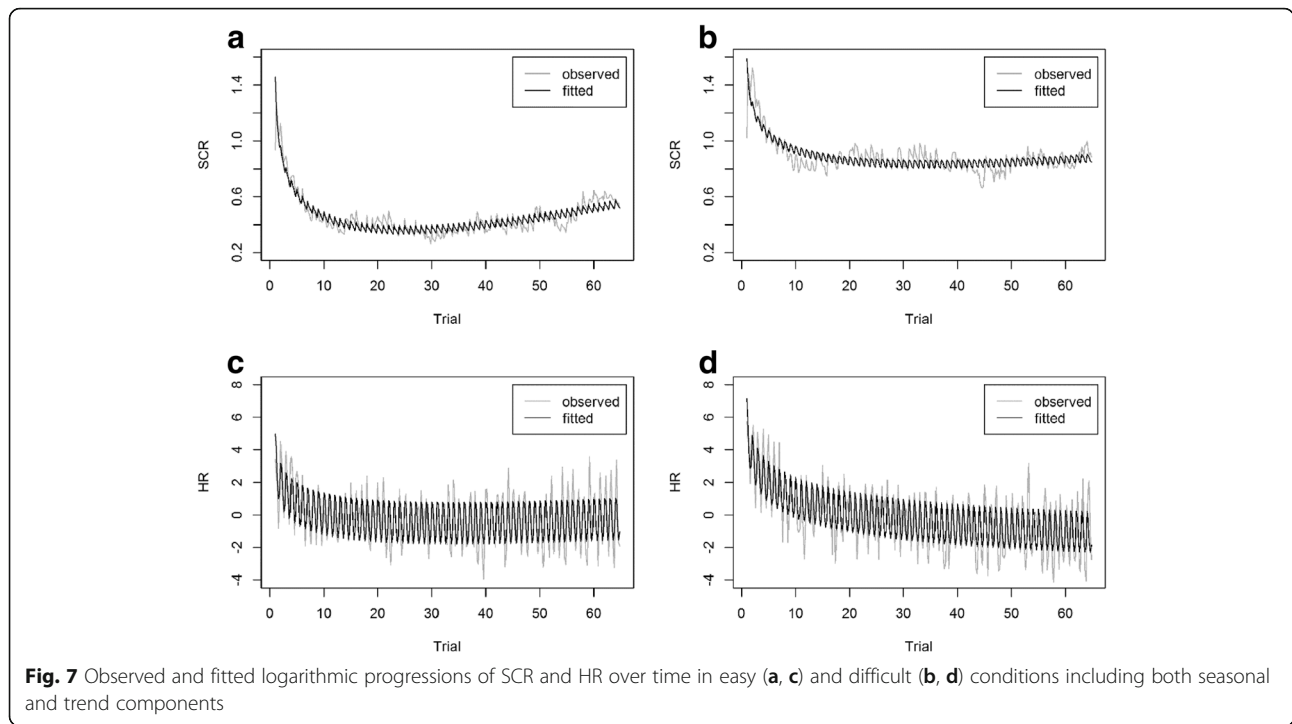 a
SCR
0.2 0.6 1.0 1.4
observed
fitted
0 10 20 30 40 50 60
Trial
b
SCR
0.2 0.6 1.0 1.4
observed
fitted
0 10 20 30 40 50 60
Trial
c
HR
-4 -2 0 2 4 6 8
observed
fitted
0 10 20 30 40 50 60
Trial
d
HR
-4 -2 0 2 4 6 8
observed
fitted
0 10 20 30 40 50 60
Trial
Fig. 7 Observed and fitted logarithmic progressions of SCR and HR over time in easy (a, c) and difficult (b, d) conditions including both seasonal
and trend components